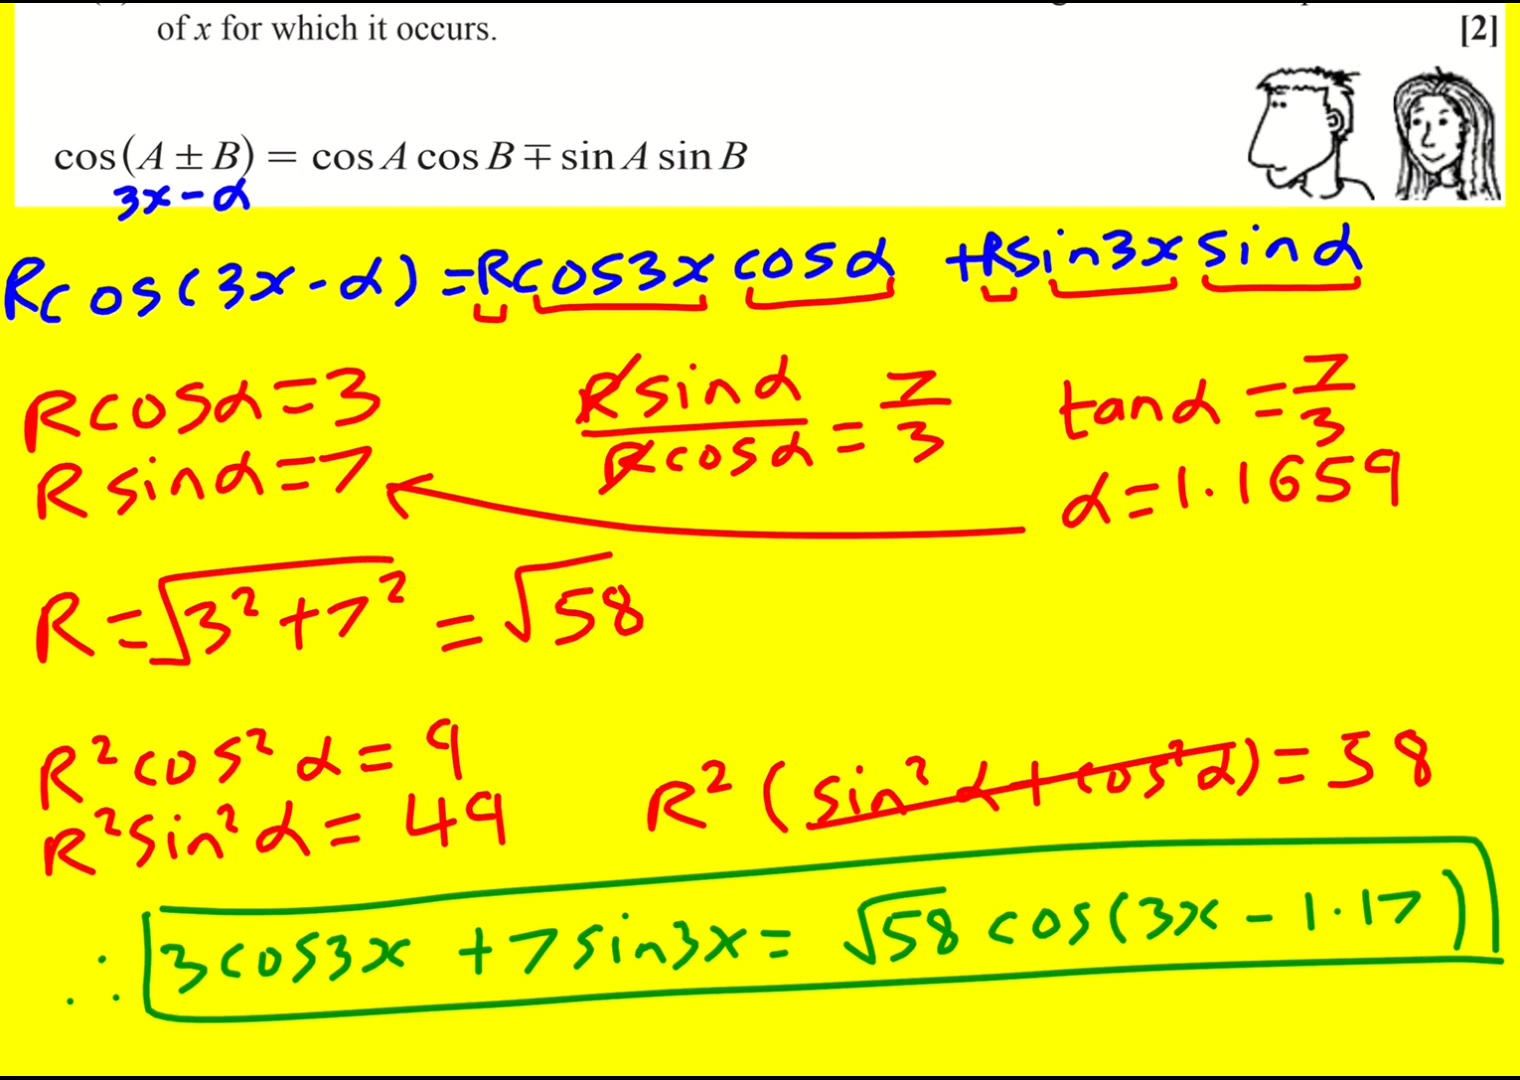 of x for which it occurs. [2]
cos(A ± B) = cos A cos B ∓ sin A sin B
3x - α
Rcos(3x - α) = Rcos3x cosα + Rsin3x sinα
Rcosα = 3
Rsinα = 7
Rsinα / Rcosα = 7/3
tanα = 7/3
α = 1.1659
R = √3² + 7² = √58
R²cos²α = 9
R²sin²α = 49
R²(sin²α + cos²α) = 58
∴ 3cos3x + 7sin3x = √58 cos(3x - 1.17)